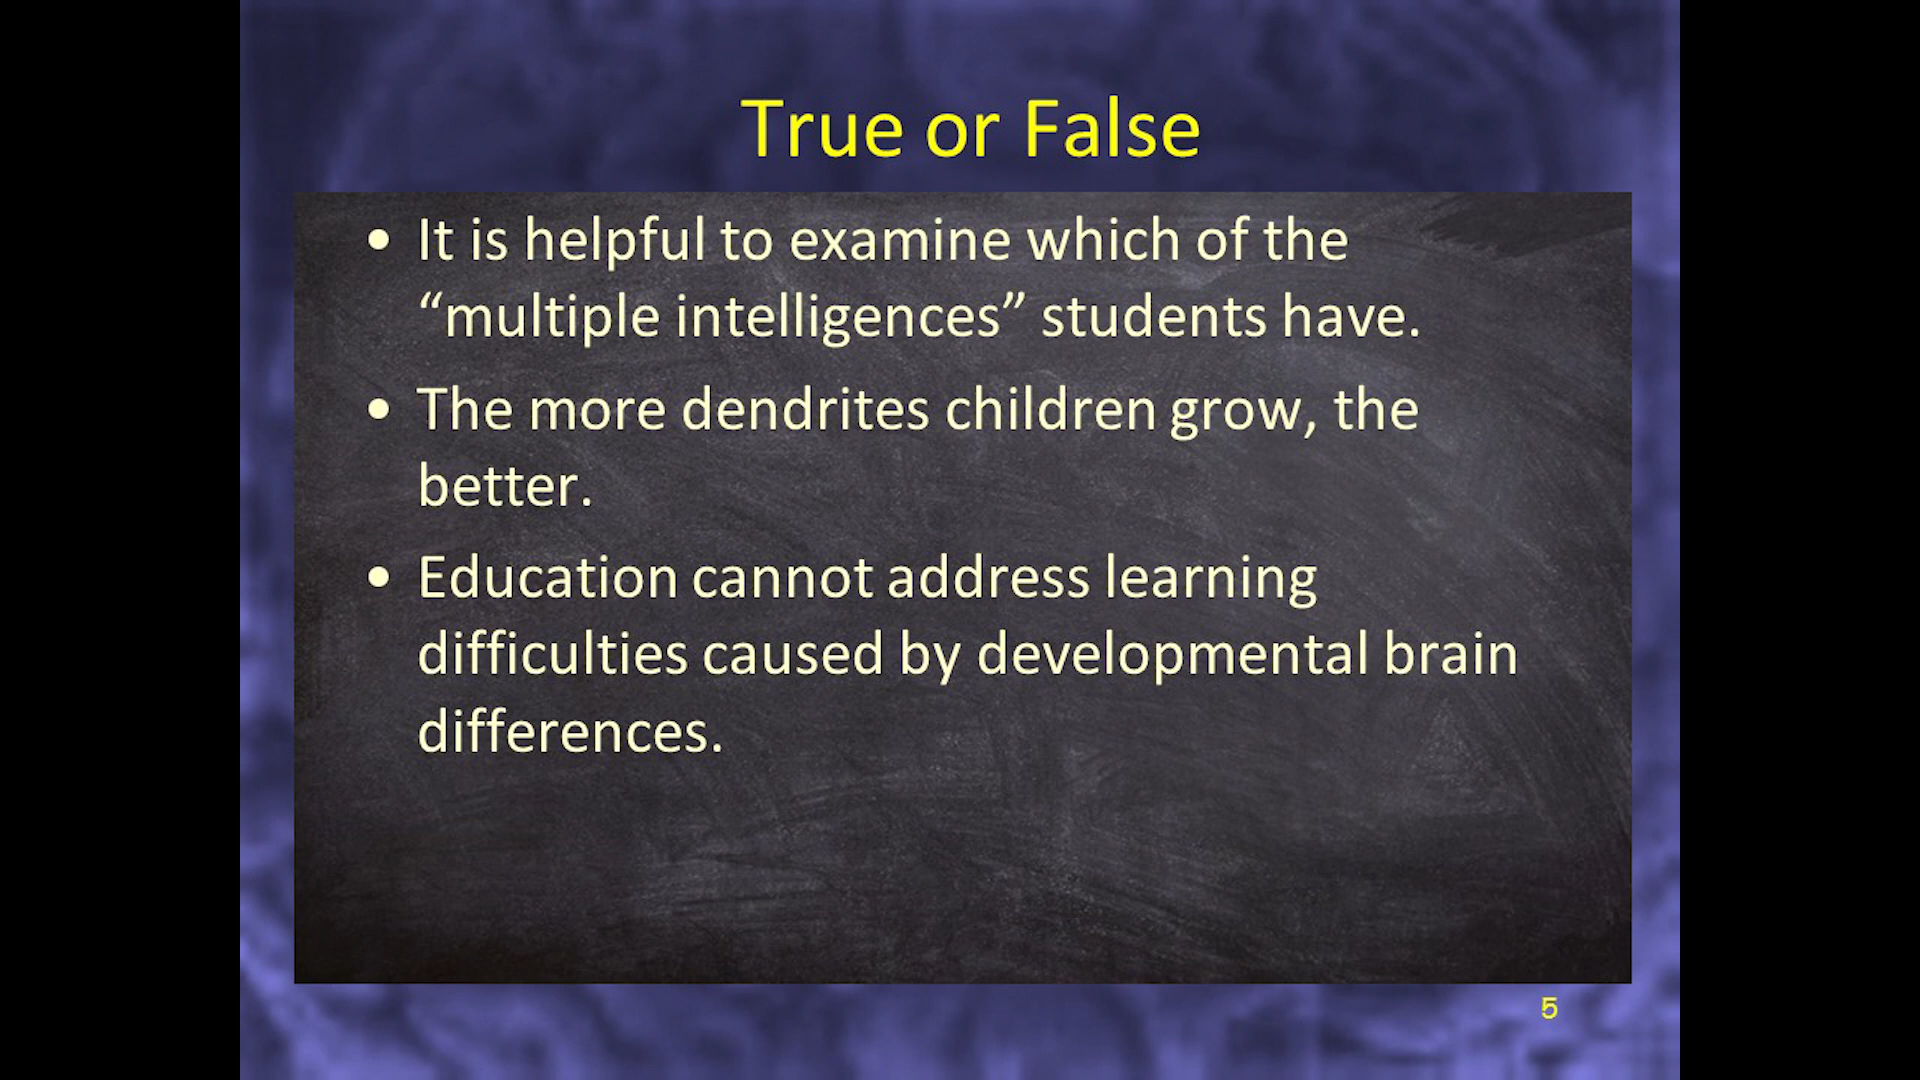 True or False
• It is helpful to examine which of the
“multiple intelligences” students have.
• The more dendrites children grow, the
better.
• Education cannot address learning
difficulties caused by developmental brain
differences.
5